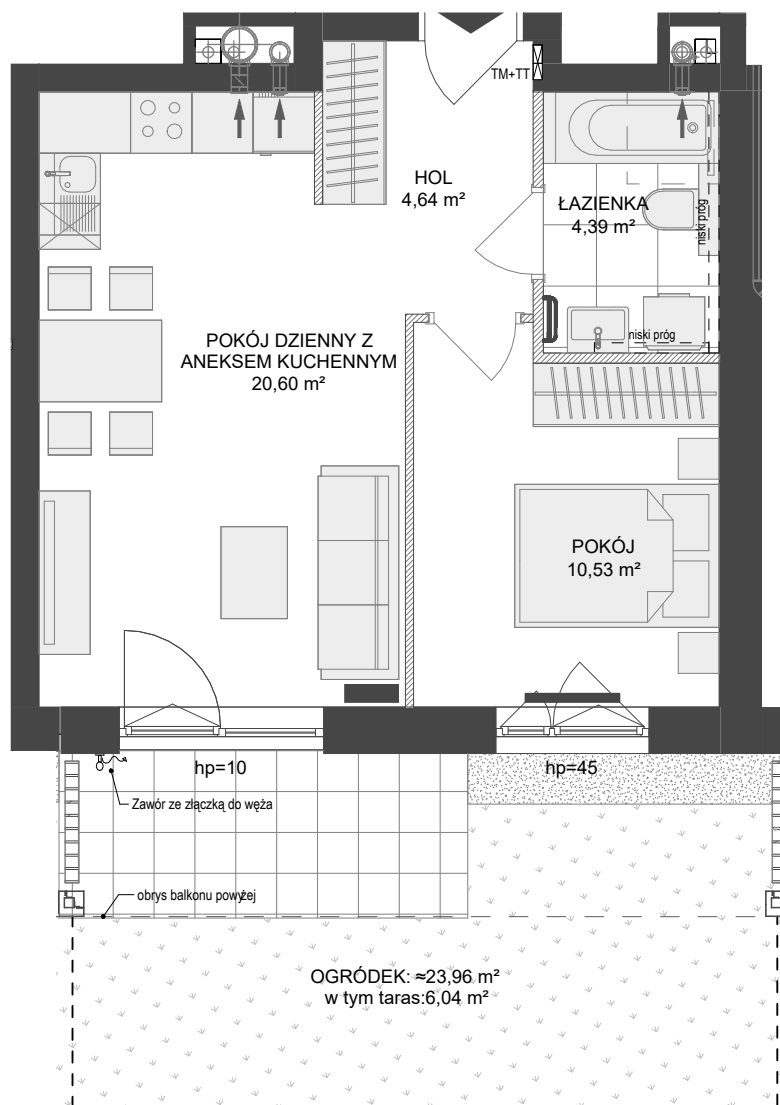 TM+TT
HOL
4,64 m²
ŁAZIENKA
4,39 m²
niski próg
niski próg
POKÓJ DZIENNY Z
ANEKSEM KUCHENNYM
20,60 m²
POKÓJ
10,53 m²
hp=10
hp=45
Zawór ze złączką do węża
obrys balkonu powyżej
OGRÓDEK: ≈23,96 m²
w tym taras:6,04 m²